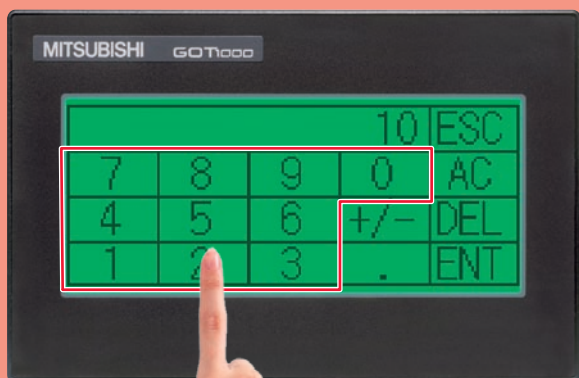 MITSUBISHI GOT1000
10 ESC
7 8 9 0 AC
4 5 6 +/- DEL
1 2 3 . ENT